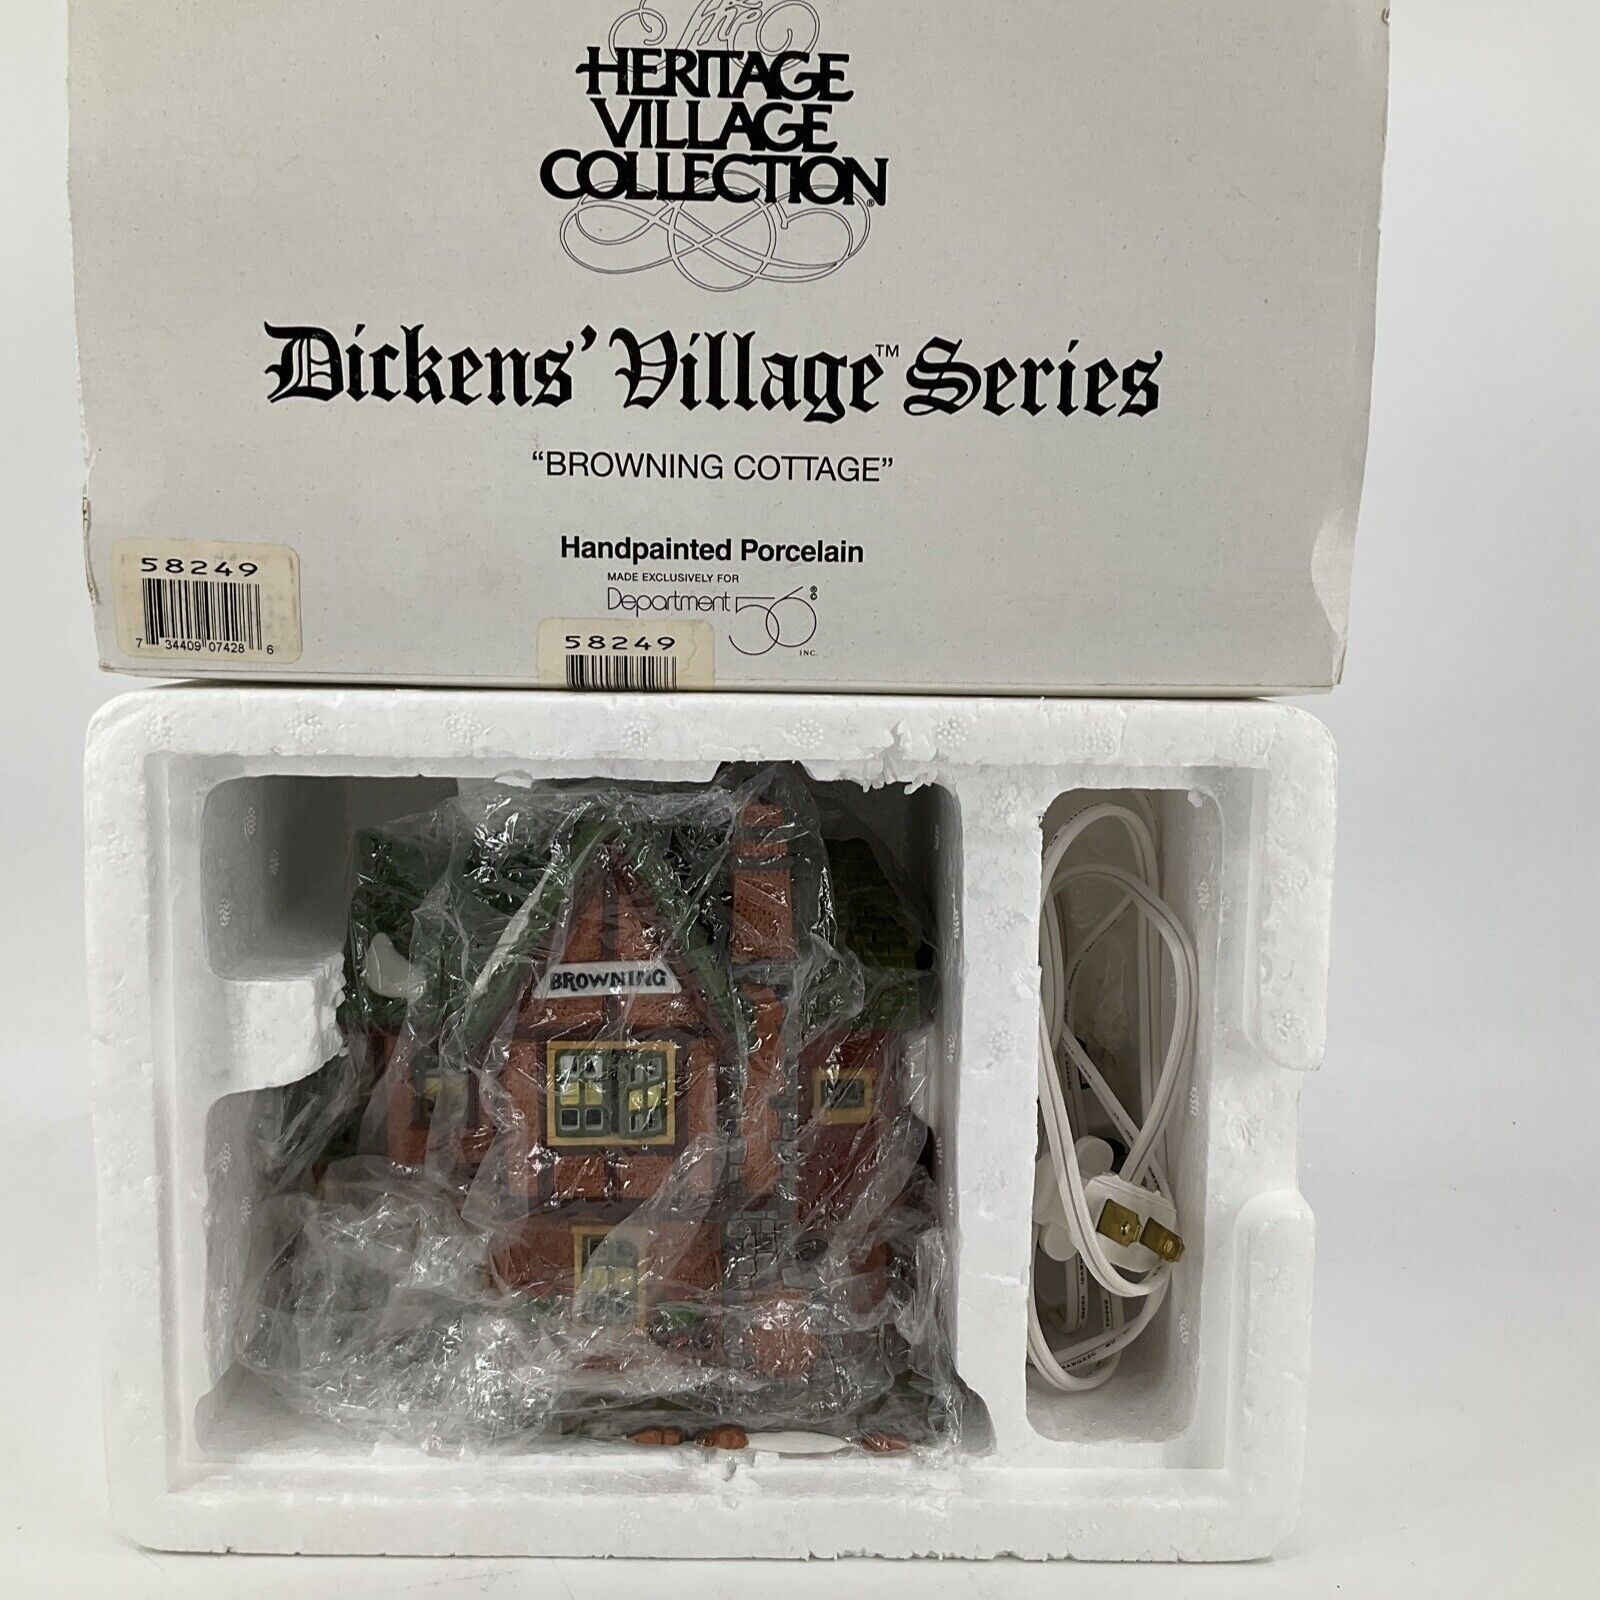 The
HERITAGE
VILLAGE
COLLECTION®
Dickens' Village™ Series
“BROWNING COTTAGE”
Handpainted Porcelain
MADE EXCLUSIVELY FOR
Department 56®©
INC.
58249
7 34409 07428 6
58249
BROWNING